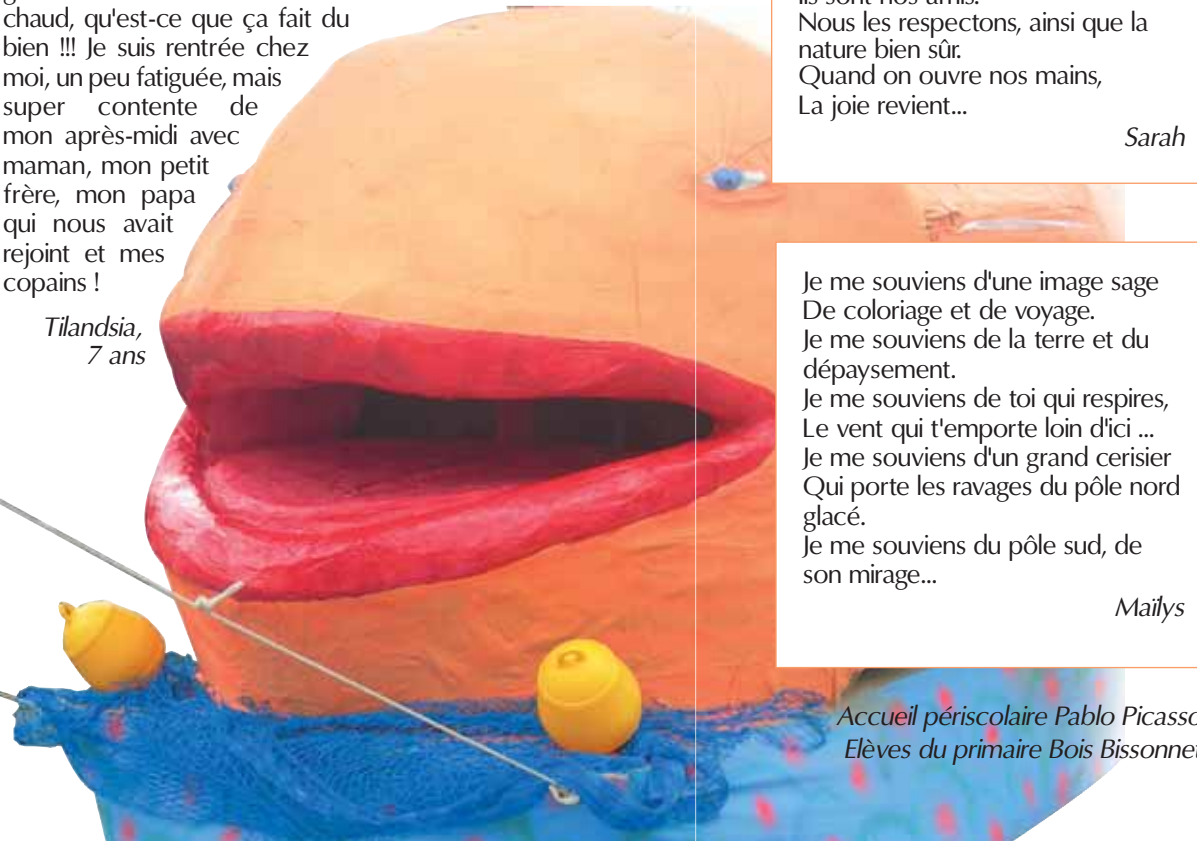 chaud, qu'est-ce que ça fait du
bien !!! Je suis rentrée chez
moi, un peu fatiguée, mais
super contente de
mon après-midi avec
maman, mon petit
frère, mon papa
qui nous avait
rejoint et mes
copains !
Tilandsia,
7 ans
Ils sont nos amis.
Nous les respectons, ainsi que la
nature bien sûr.
Quand on ouvre nos mains,
La joie revient...
Sarah
Je me souviens d'une image sage
De coloriage et de voyage.
Je me souviens de la terre et du
dépaysement.
Je me souviens de toi qui respires,
Le vent qui t'emporte loin d'ici ...
Je me souviens d'un grand cerisier
Qui porte les ravages du pôle nord
glacé.
Je me souviens du pôle sud, de
son mirage...
Maïlys
Accueil périscolaire Pablo Picasso
Elèves du primaire Bois Bissonnet